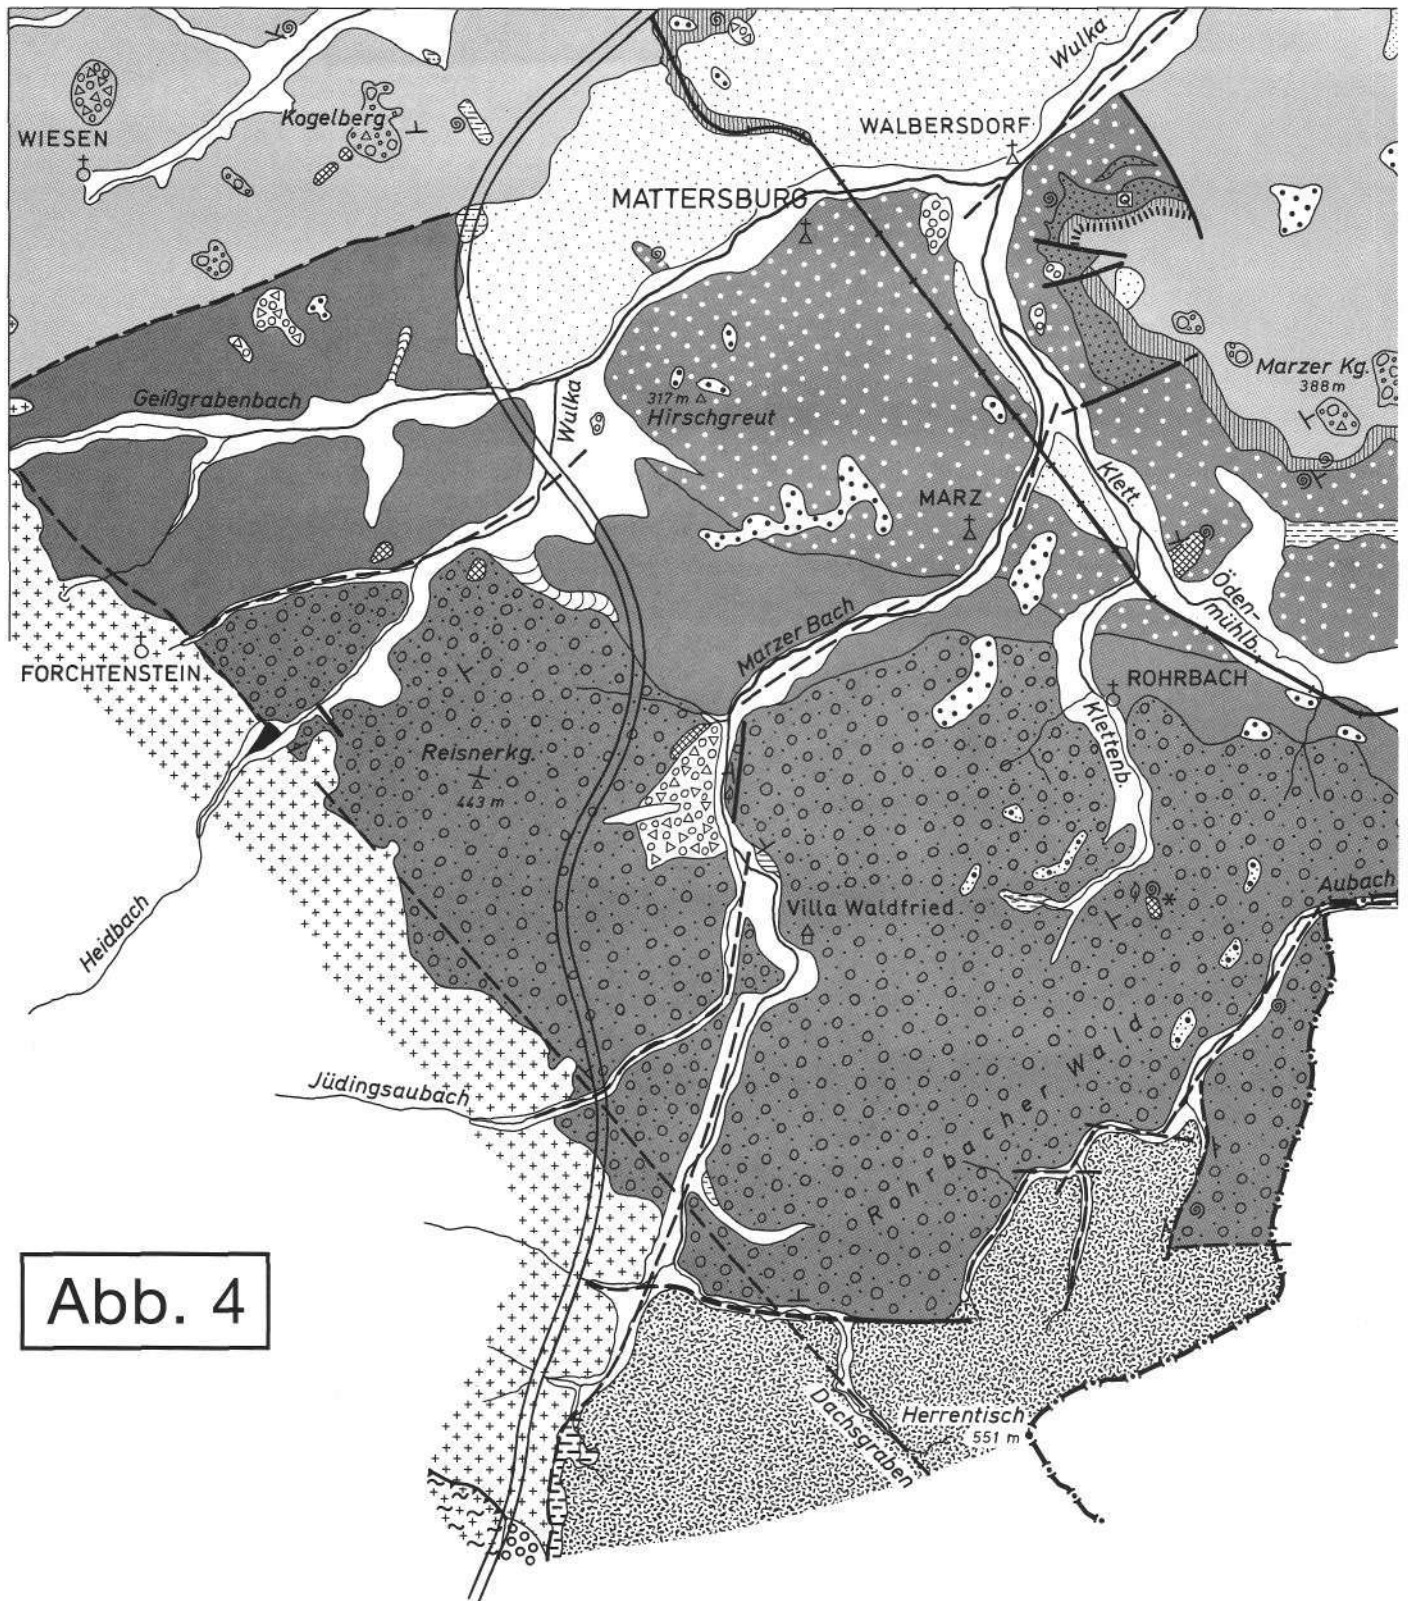 Wulka
Kogelberg
WIESEN
WALBERSDORF
MATTERSBURG
Q
Marzer Kg.
388 m
Geißgrabenbach
Wulka
317 m
Hirschgreut
Klett
MARZ
Öden-
mühlb.
Marzer Bach
FORCHTENSTEIN
ROHRBACH
Klettenb.
Reisnerkg.
443 m
Aubach
Villa Waldfried
Heidbach
Rohrbacher Wald
Jüdingsaubach
Abb. 4
Herrentisch
551 m
Dachsgraben